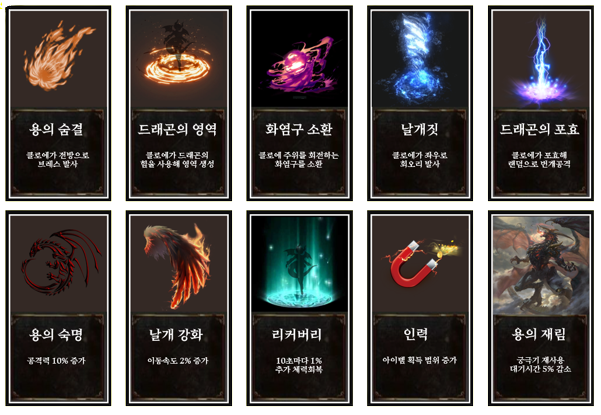 용의 숨결
클로에가 전방으로
브레스 발사
드래곤의 영역
클로에가 드래곤의
힘을 사용해 영역 생성
화염구 소환
클로에 주위를 회전하는
화염구를 소환
날개짓
클로에가 좌우로
회오리 발사
드래곤의 포효
클로에가 포효해
랜덤으로 번개공격
용의 숙명
공격력 10% 증가
날개 강화
이동속도 2% 증가
리커버리
10초마다 1%
추가 체력회복
인력
아이템 획득 범위 증가
용의 재림
궁극기 재사용
대기시간 5% 감소